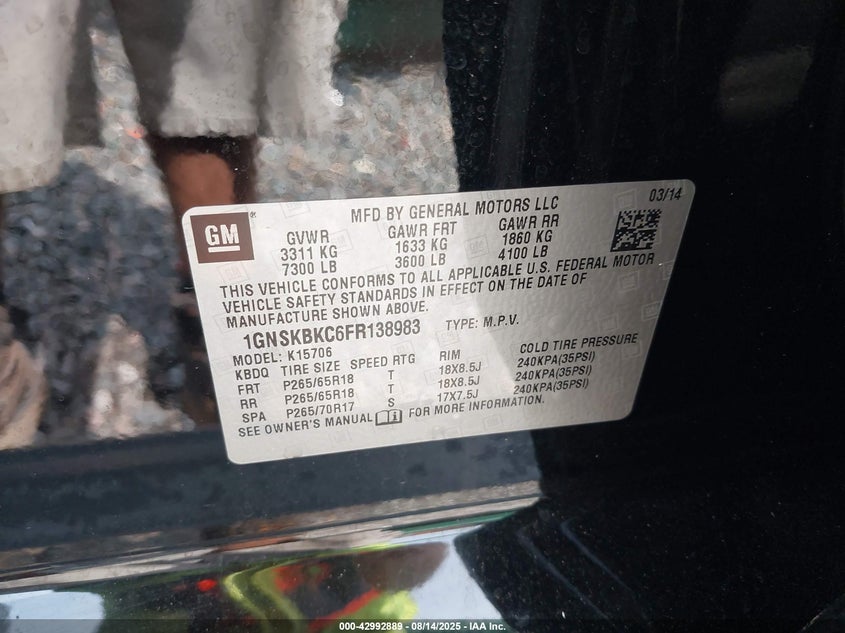 03/14
GM®
MFD BY GENERAL MOTORS LLC
GVWR GAWR FRT GAWR RR
3311 KG 1633 KG 1860 KG
7300 LB 3600 LB 4100 LB
THIS VEHICLE CONFORMS TO ALL APPLICABLE U.S. FEDERAL MOTOR
VEHICLE SAFETY STANDARDS IN EFFECT ON THE DATE OF
MANUFACTURE SHOWN ABOVE.
1GNSKBKC6FR138983 TYPE: M.P.V.
MODEL: K15706
KBDQ TIRE SIZE SPEED RTG RIM COLD TIRE PRESSURE
FRT P265/65R18 T 18X8.5J 240KPA(35PSI)
RR P265/65R18 T 18X8.5J 240KPA(35PSI)
SPA P265/70R17 S 17X7.5J 240KPA(35PSI)
SEE OWNER'S MANUAL FOR MORE INFORMATION.
000-42992889 - 08/14/2025 - IAA Inc.